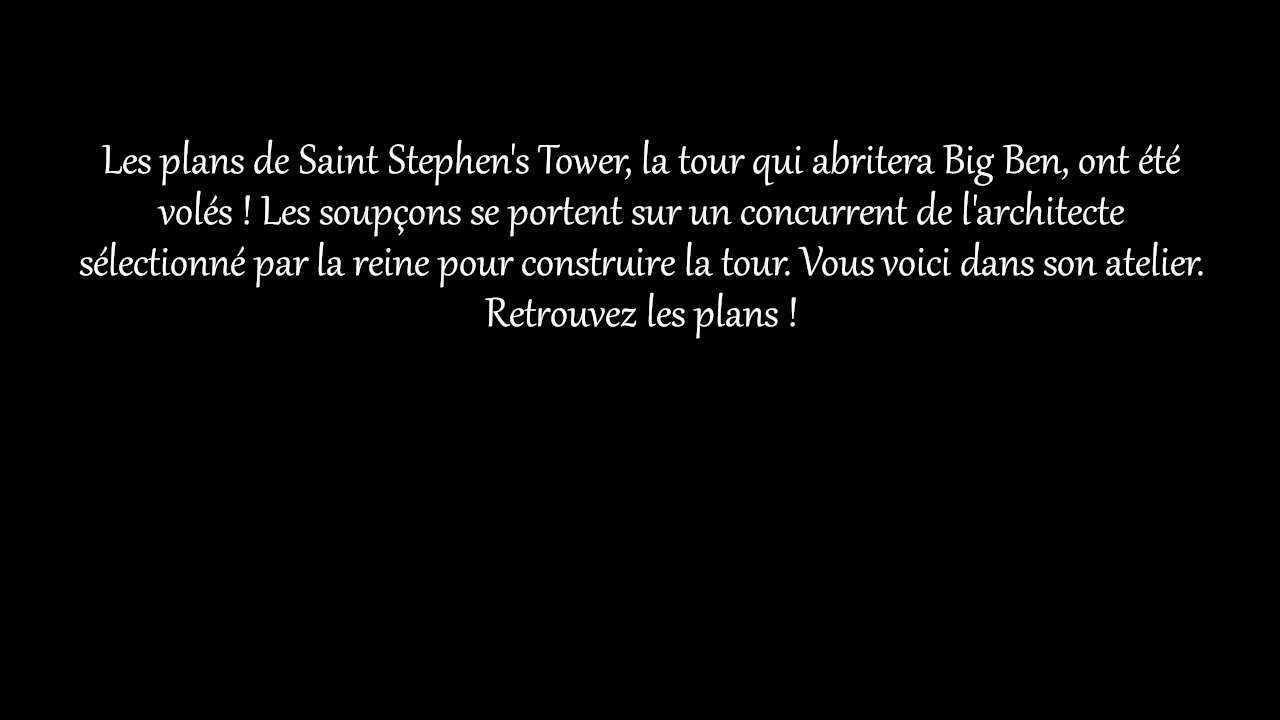 Les plans de Saint Stephen's Tower, la tour qui abritera Big Ben, ont été
volés ! Les soupçons se portent sur un concurrent de l'architecte
sélectionné par la reine pour construire la tour. Vous voici dans son atelier.
Retrouvez les plans !